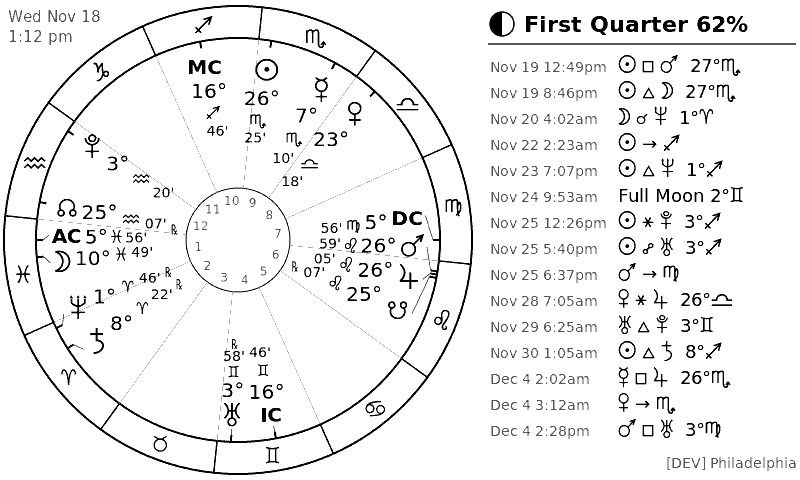 Wed Nov 18
1:12 pm
MC
16°
♐
46'
☉
26°
♏
25'
☿
7°
♏
10'
♀
23°
♎
18'
♇ 3° ♒ 20'
☊ 25° ♒ 07' ℞
AC 5° ♓ 56'
☽ 10° ♓ 49'
♆ 1° ♈ 46' ℞
♄ 8° ♈ 22' ℞
56' ♍ 5° DC
59' ♌ 26° ♂
05' ♌ 26° ♃
℞ 07' ♌ 25° ☋
℞
58'
♊
3°
♅
46'
♊
16°
IC
1
2
3
4
5
6
7
8
9
10
11
12
♈
♉
♊
♋
♌
♍
♎
♏
♐
♑
♒
♓
First Quarter 62%
Nov 19 12:49pm ☉ □ ♂ 27°♏
Nov 19 8:46pm ☉ △ ☽ 27°♏
Nov 20 4:02am ☽ ☌ ♆ 1°♈
Nov 22 2:23am ☉ → ♐
Nov 23 7:07pm ☉ △ ♆ 1°♐
Nov 24 9:53am Full Moon 2°♊
Nov 25 12:26pm ☉ ⚹ ♇ 3°♐
Nov 25 5:40pm ☉ ☍ ♅ 3°♐
Nov 25 6:37pm ♂ → ♍
Nov 28 7:05am ♀ ⚹ ♃ 26°♎
Nov 29 6:25am ♅ △ ♇ 3°♊
Nov 30 1:05am ☉ △ ♄ 8°♐
Dec 4 2:02am ☿ □ ♃ 26°♏
Dec 4 3:12am ♀ → ♏
Dec 4 2:28pm ♂ □ ♅ 3°♍
[DEV] Philadelphia